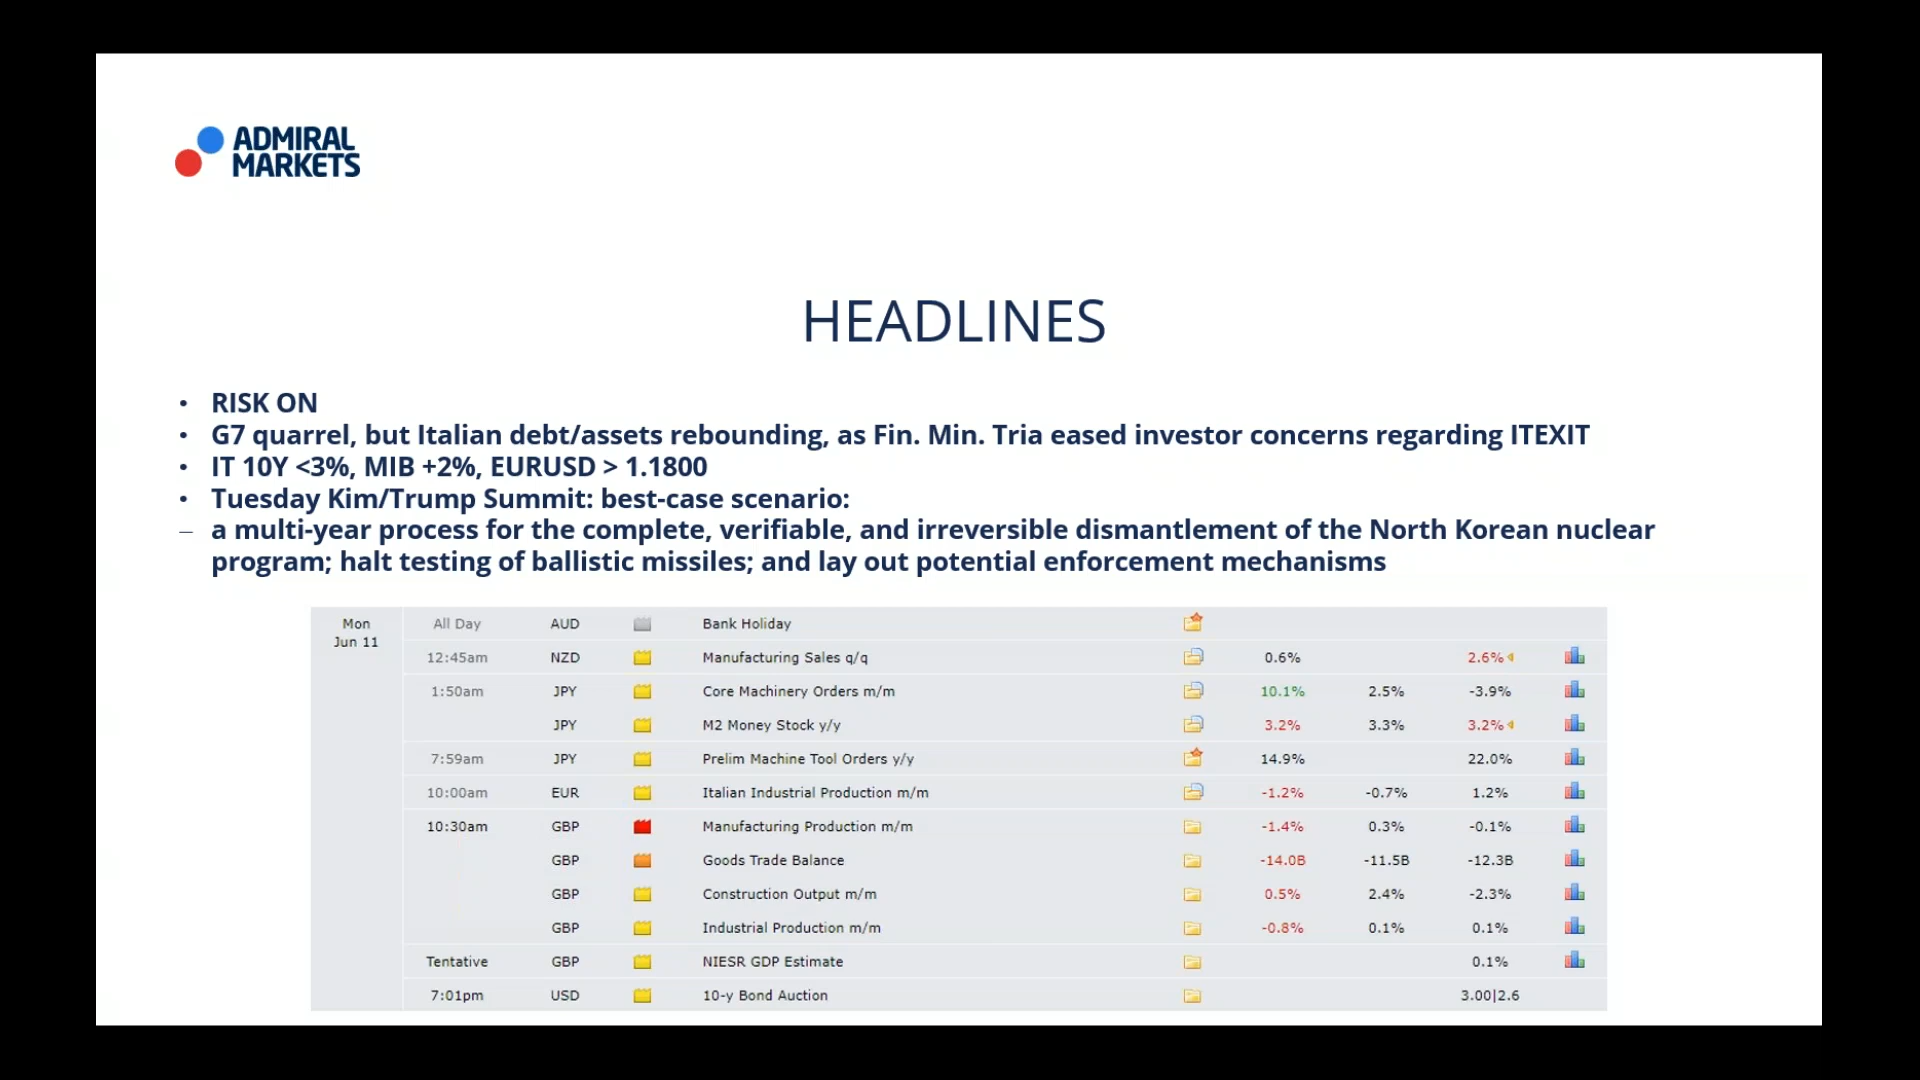 ADMIRAL
MARKETS
HEADLINES
• RISK ON
• G7 quarrel, but Italian debt/assets rebounding, as Fin. Min. Tria eased investor concerns regarding ITEXIT
• IT 10Y <3%, MIB +2%, EURUSD > 1.1800
• Tuesday Kim/Trump Summit: best-case scenario:
– a multi-year process for the complete, verifiable, and irreversible dismantlement of the North Korean nuclear
program; halt testing of ballistic missiles; and lay out potential enforcement mechanisms
Mon All Day AUD Bank Holiday
Jun 11
12:45am NZD Manufacturing Sales q/q 0.6% 2.6%
1:50am JPY Core Machinery Orders m/m 10.1% 2.5% -3.9%
JPY M2 Money Stock y/y 3.2% 3.3% 3.2%
7:59am JPY Prelim Machine Tool Orders y/y 14.9% 22.0%
10:00am EUR Italian Industrial Production m/m -1.2% -0.7% 1.2%
10:30am GBP Manufacturing Production m/m -1.4% 0.3% -0.1%
GBP Goods Trade Balance -14.0B -11.5B -12.3B
GBP Construction Output m/m 0.5% 2.4% -2.3%
GBP Industrial Production m/m -0.8% 0.1% 0.1%
Tentative GBP NIESR GDP Estimate 0.1%
7:01pm USD 10-y Bond Auction 3.00|2.6